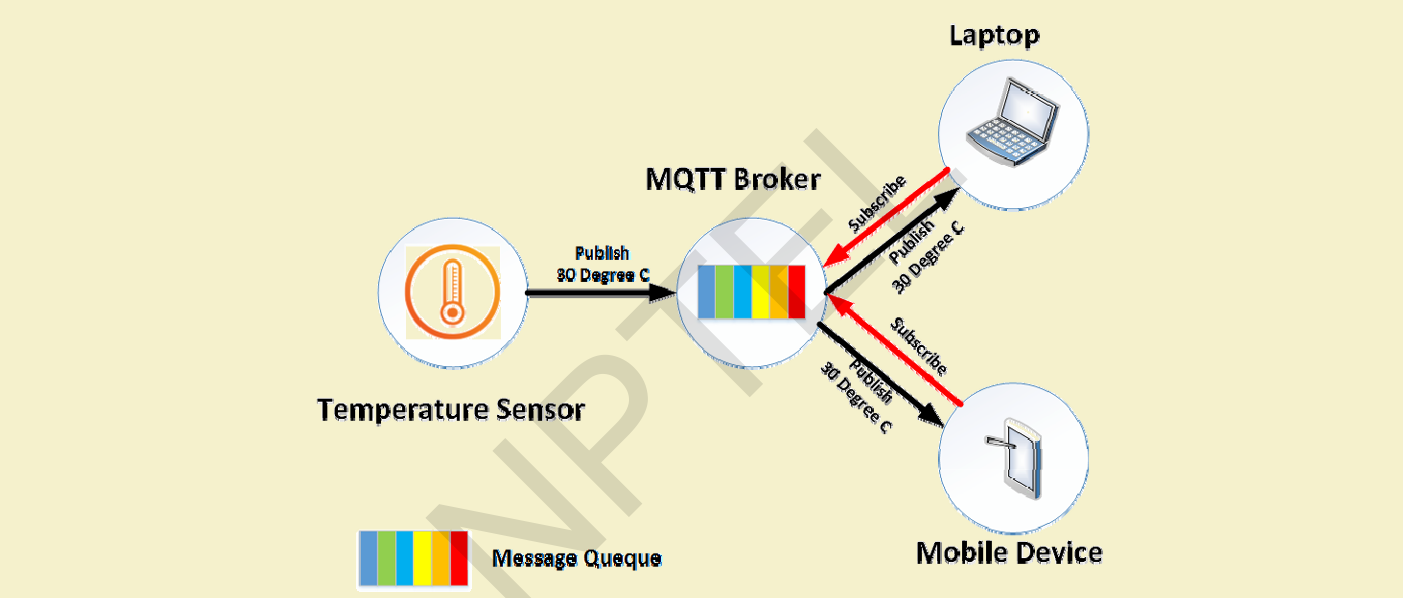 Laptop
MQTT Broker
Subscribe
Publish
30 Degree C
Publish
30 Degree C
Subscribe
Publish
30 Degree C
Temperature Sensor
Mobile Device
Message Queque
NPTEL